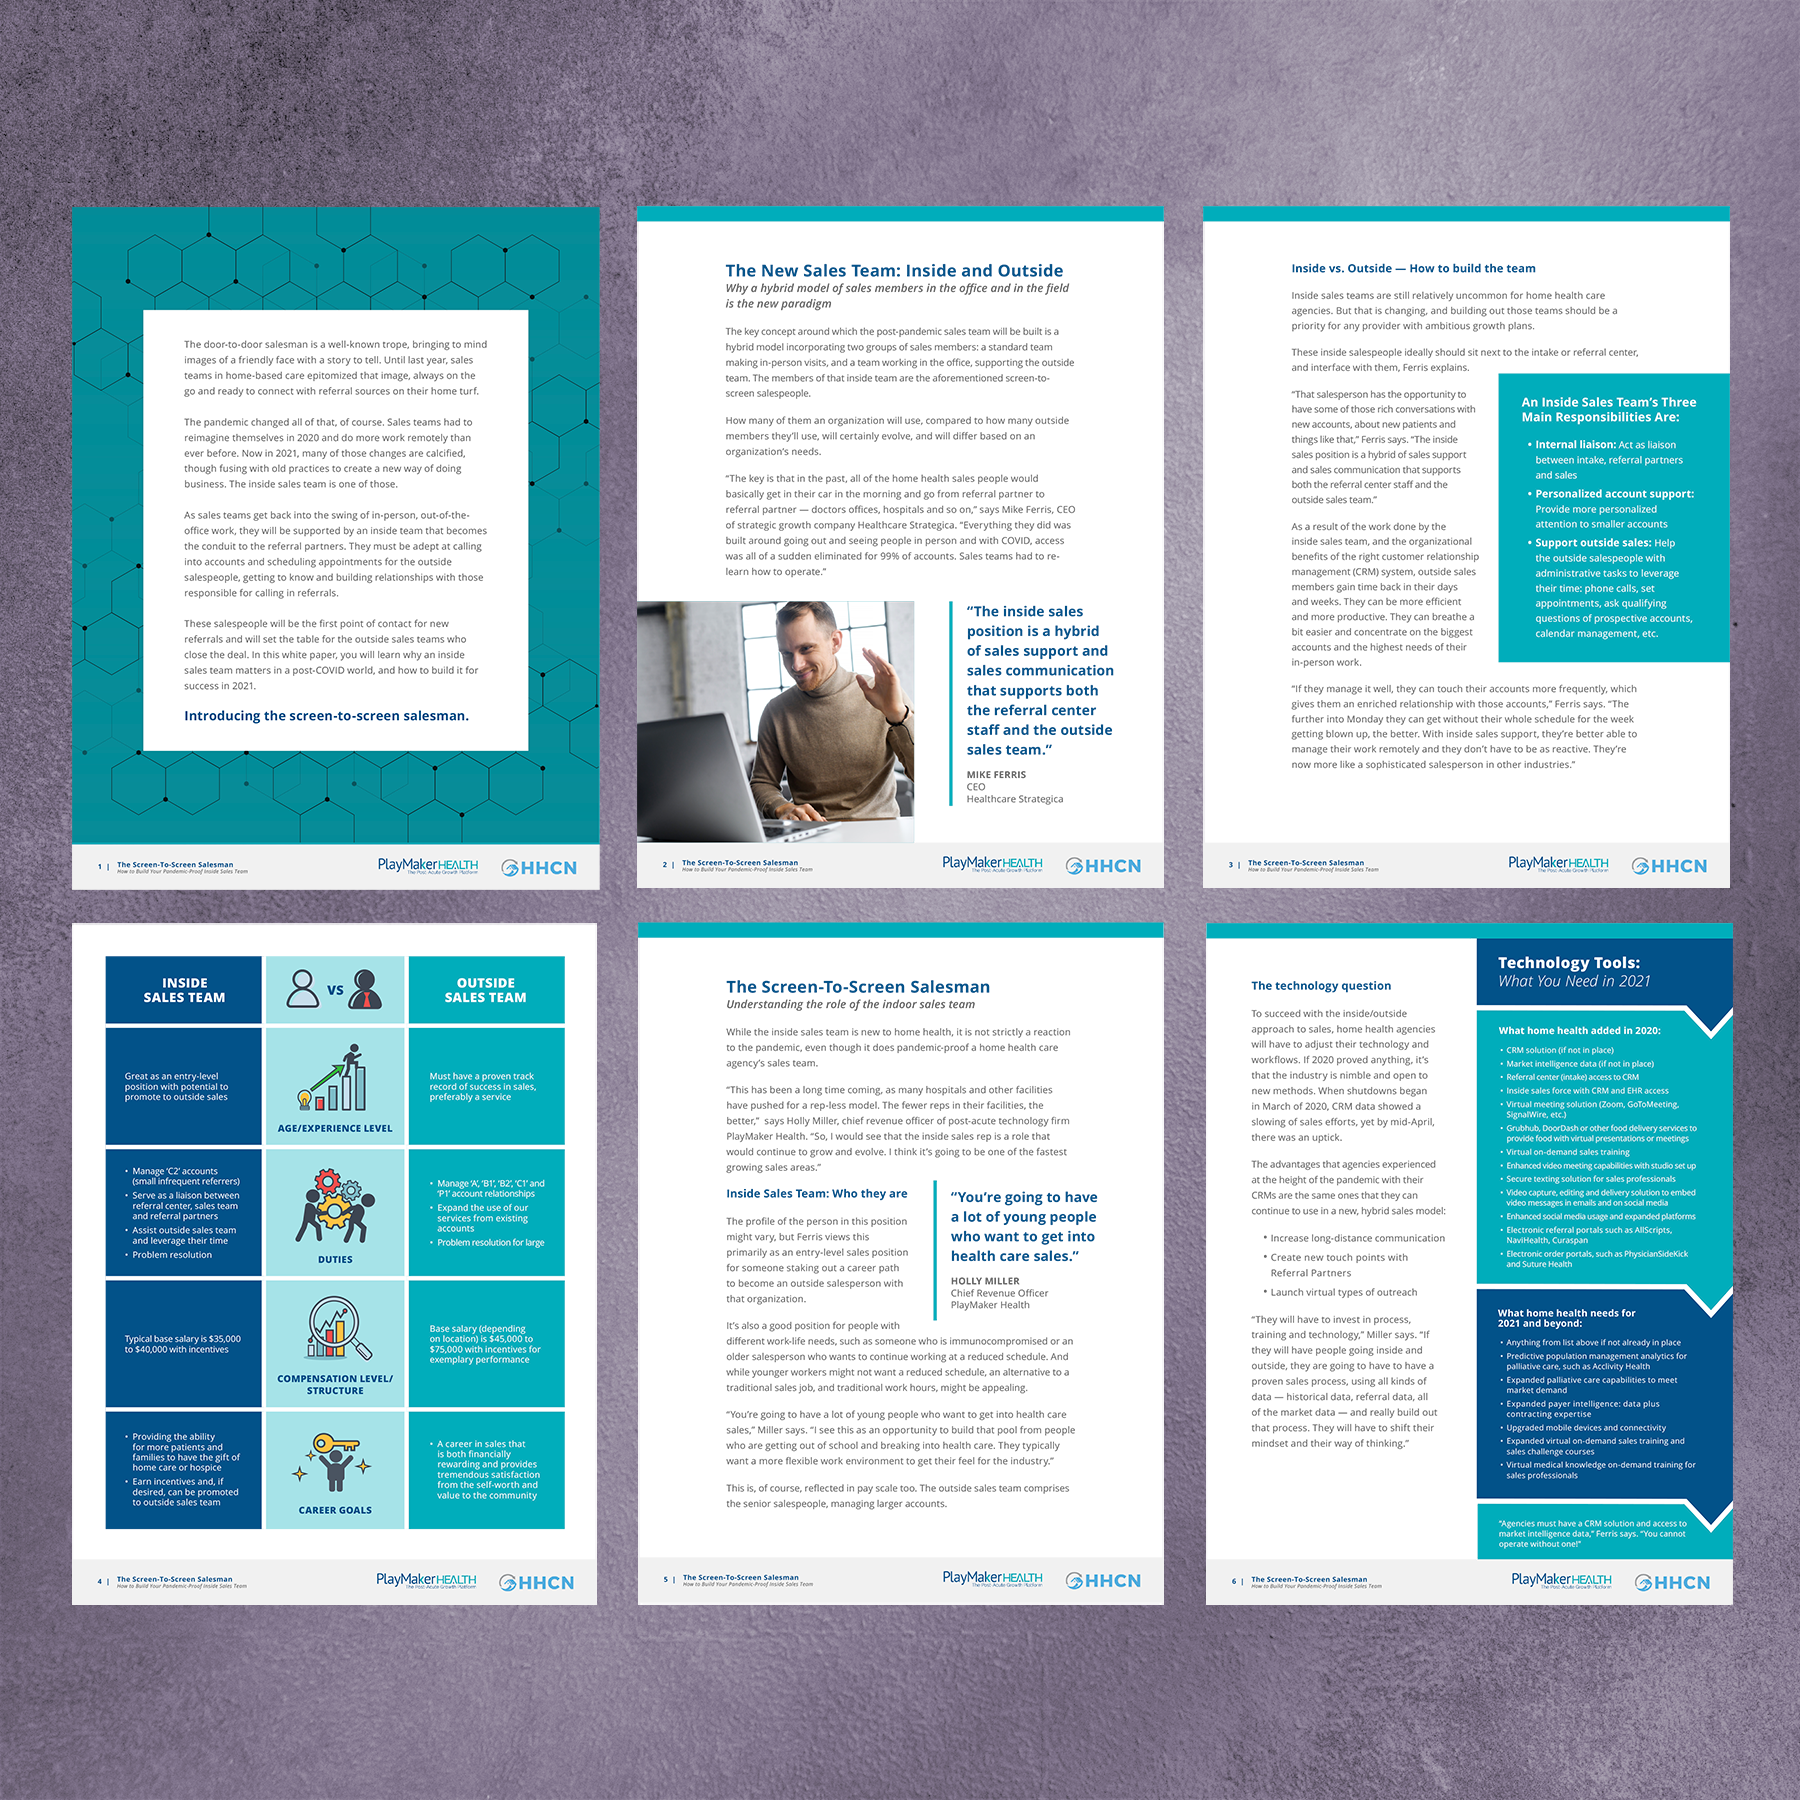 The door-to-door salesman is a well-known trope, bringing to mind
images of a friendly face with a story to tell. Until last year, sales
teams in home-based care epitomized that image, always on the
go and ready to connect with referral sources on their home turf.
The pandemic changed all of that, of course. Sales teams had to
reimagine themselves in 2020 and do more work remotely than
ever before. Now in 2021, many of those changes are calcified,
though fusing with old practices to create a new way of doing
business. The inside sales team is one of those.
As sales teams get back into the swing of in-person, out-of-the-
office work, they will be supported by an inside team that becomes
the conduit to the referral partners. They must be adept at calling
into accounts and scheduling appointments for the outside
salespeople, getting to know and building relationships with those
responsible for calling in referrals.
These salespeople will be the first point of contact for new
referrals and will set the table for the outside sales teams who
close the deal. In this white paper, you will learn why an inside
sales team matters in a post-COVID world, and how to build it for
success in 2021.
Introducing the screen-to-screen salesman.
1 | The Screen-To-Screen Salesman
How to Build Your Pandemic-Proof Inside Sales Team
PlayMakerHEALTH
The Post-Acute Growth Platform
HHCN
The New Sales Team: Inside and Outside
Why a hybrid model of sales members in the office and in the field
is the new paradigm
The key concept around which the post-pandemic sales team will be built is a
hybrid model incorporating two groups of sales members: a standard team
making in-person visits, and a team working in the office, supporting the outside
team. The members of that inside team are the aforementioned screen-to-
screen salespeople.
How many of them an organization will use, compared to how many outside
members they'll use, will certainly evolve, and will differ based on an
organization's needs.
“The key is that in the past, all of the home health sales people would
basically get in their car in the morning and go from referral partner to
referral partner — doctors offices, hospitals and so on,” says Mike Ferris, CEO
of strategic growth company Healthcare Strategica. “Everything they did was
built around going out and seeing people in person and with COVID, access
was all of a sudden eliminated for 99% of accounts. Sales teams had to re-
learn how to operate.”
“The inside sales
position is a hybrid
of sales support and
sales communication
that supports both
the referral center
staff and the outside
sales team.”
MIKE FERRIS
CEO
Healthcare Strategica
2 | The Screen-To-Screen Salesman
How to Build Your Pandemic-Proof Inside Sales Team
PlayMakerHEALTH
The Post-Acute Growth Platform
HHCN
Inside vs. Outside — How to build the team
Inside sales teams are still relatively uncommon for home health care
agencies. But that is changing, and building out those teams should be a
priority for any provider with ambitious growth plans.
These inside salespeople ideally should sit next to the intake or referral center,
and interface with them, Ferris explains.
“That salesperson has the opportunity to
have some of those rich conversations with
new accounts, about new patients and
things like that,” Ferris says. “The inside
sales position is a hybrid of sales support
and sales communication that supports
both the referral center staff and the
outside sales team.”
As a result of the work done by the
inside sales team, and the organizational
benefits of the right customer relationship
management (CRM) system, outside sales
members gain time back in their days
and weeks. They can be more efficient
and more productive. They can breathe a
bit easier and concentrate on the biggest
accounts and the highest needs of their
in-person work.
An Inside Sales Team's Three
Main Responsibilities Are:
• Internal liaison: Act as liaison
between intake, referral partners
and sales
• Personalized account support:
Provide more personalized
attention to smaller accounts
• Support outside sales: Help
the outside salespeople with
administrative tasks to leverage
their time: phone calls, set
appointments, ask qualifying
questions of prospective accounts,
calendar management, etc.
“If they manage it well, they can touch their accounts more frequently, which
gives them an enriched relationship with those accounts,” Ferris says. “The
further into Monday they can get without their whole schedule for the week
getting blown up, the better. With inside sales support, they're better able to
manage their work remotely and they don't have to be as reactive. They're
now more like a sophisticated salesperson in other industries.”
3 | The Screen-To-Screen Salesman
How to Build Your Pandemic-Proof Inside Sales Team
PlayMakerHEALTH
The Post-Acute Growth Platform
HHCN
INSIDE
SALES TEAM
VS
OUTSIDE
SALES TEAM
Great as an entry-level
position with potential to
promote to outside sales
AGE/EXPERIENCE LEVEL
Must have a proven track
record of success in sales,
preferably a service
• Manage 'C2' accounts
(small infrequent referrers)
• Serve as a liaison between
referral center, sales team
and referral partners
• Assist outside sales team
and leverage their time
• Problem resolution
DUTIES
• Manage 'A', 'B1', 'B2', 'C1' and
'P1' account relationships
• Expand the use of our
services from existing
accounts
• Problem resolution for large
Typical base salary is $35,000
to $40,000 with incentives
COMPENSATION LEVEL/
STRUCTURE
Base salary (depending
on location) is $45,000 to
$75,000 with incentives for
exemplary performance
• Providing the ability
for more patients and
families to have the gift of
home care or hospice
• Earn incentives and, if
desired, can be promoted
to outside sales team
CAREER GOALS
• A career in sales that
is both financially
rewarding and provides
tremendous satisfaction
from the self-worth and
value to the community
4 | The Screen-To-Screen Salesman
How to Build Your Pandemic-Proof Inside Sales Team
PlayMakerHEALTH
The Post-Acute Growth Platform
HHCN
The Screen-To-Screen Salesman
Understanding the role of the indoor sales team
While the inside sales team is new to home health, it is not strictly a reaction
to the pandemic, even though it does pandemic-proof a home health care
agency's sales team.
“This has been a long time coming, as many hospitals and other facilities
have pushed for a rep-less model. The fewer reps in their facilities, the
better,” says Holly Miller, chief revenue officer of post-acute technology firm
PlayMaker Health. “So, I would see that the inside sales rep is a role that
would continue to grow and evolve. I think it's going to be one of the fastest
growing sales areas.”
Inside Sales Team: Who they are
The profile of the person in this position
might vary, but Ferris views this
primarily as an entry-level sales position
for someone staking out a career path
to become an outside salesperson with
that organization.
“You're going to have
a lot of young people
who want to get into
health care sales.”
HOLLY MILLER
Chief Revenue Officer
PlayMaker Health
It's also a good position for people with
different work-life needs, such as someone who is immunocompromised or an
older salesperson who wants to continue working at a reduced schedule. And
while younger workers might not want a reduced schedule, an alternative to a
traditional sales job, and traditional work hours, might be appealing.
“You're going to have a lot of young people who want to get into health care
sales,” Miller says. “I see this as an opportunity to build that pool from people
who are getting out of school and breaking into health care. They typically
want a more flexible work environment to get their feel for the industry.”
This is, of course, reflected in pay scale too. The outside sales team comprises
the senior salespeople, managing larger accounts.
5 | The Screen-To-Screen Salesman
How to Build Your Pandemic-Proof Inside Sales Team
PlayMakerHEALTH
The Post-Acute Growth Platform
HHCN
The technology question
To succeed with the inside/outside
approach to sales, home health agencies
will have to adjust their technology and
workflows. If 2020 proved anything, it's
that the industry is nimble and open to
new methods. When shutdowns began
in March of 2020, CRM data showed a
slowing of sales efforts, yet by mid-April,
there was an uptick.
The advantages that agencies experienced
at the height of the pandemic with their
CRMs are the same ones that they can
continue to use in a new, hybrid sales model:
• Increase long-distance communication
• Create new touch points with
Referral Partners
• Launch virtual types of outreach
“They will have to invest in process,
training and technology,” Miller says. “If
they will have people going inside and
outside, they are going to have to have a
proven sales process, using all kinds of
data — historical data, referral data, all
of the market data — and really build out
that process. They will have to shift their
mindset and their way of thinking.”
Technology Tools:
What You Need in 2021
What home health added in 2020:
• CRM solution (if not in place)
• Market intelligence data (if not in place)
• Referral center (intake) access to CRM
• Inside sales force with CRM and EHR access
• Virtual meeting solution (Zoom, GoToMeeting,
SignalWire, etc.)
• Grubhub, DoorDash or other food delivery services to
provide food with virtual presentations or meetings
• Virtual on-demand sales training
• Enhanced video meeting capabilities with studio set up
• Secure texting solution for sales professionals
• Video capture, editing and delivery solution to embed
video messages in emails and on social media
• Enhanced social media usage and expanded platforms
• Electronic referral portals such as AllScripts,
NaviHealth, Curaspan
• Electronic order portals, such as PhysicianSideKick
and Suture Health
What home health needs for
2021 and beyond:
• Anything from list above if not already in place
• Predictive population management analytics for
palliative care, such as Acclivity Health
• Expanded palliative care capabilities to meet
market demand
• Expanded payer intelligence: data plus
contracting expertise
• Upgraded mobile devices and connectivity
• Expanded virtual on-demand sales training and
sales challenge courses
• Virtual medical knowledge on-demand training for
sales professionals
“Agencies must have a CRM solution and access to
market intelligence data,” Ferris says. “You cannot
operate without one!”
6 | The Screen-To-Screen Salesman
How to Build Your Pandemic-Proof Inside Sales Team
PlayMakerHEALTH
The Post-Acute Growth Platform
HHCN